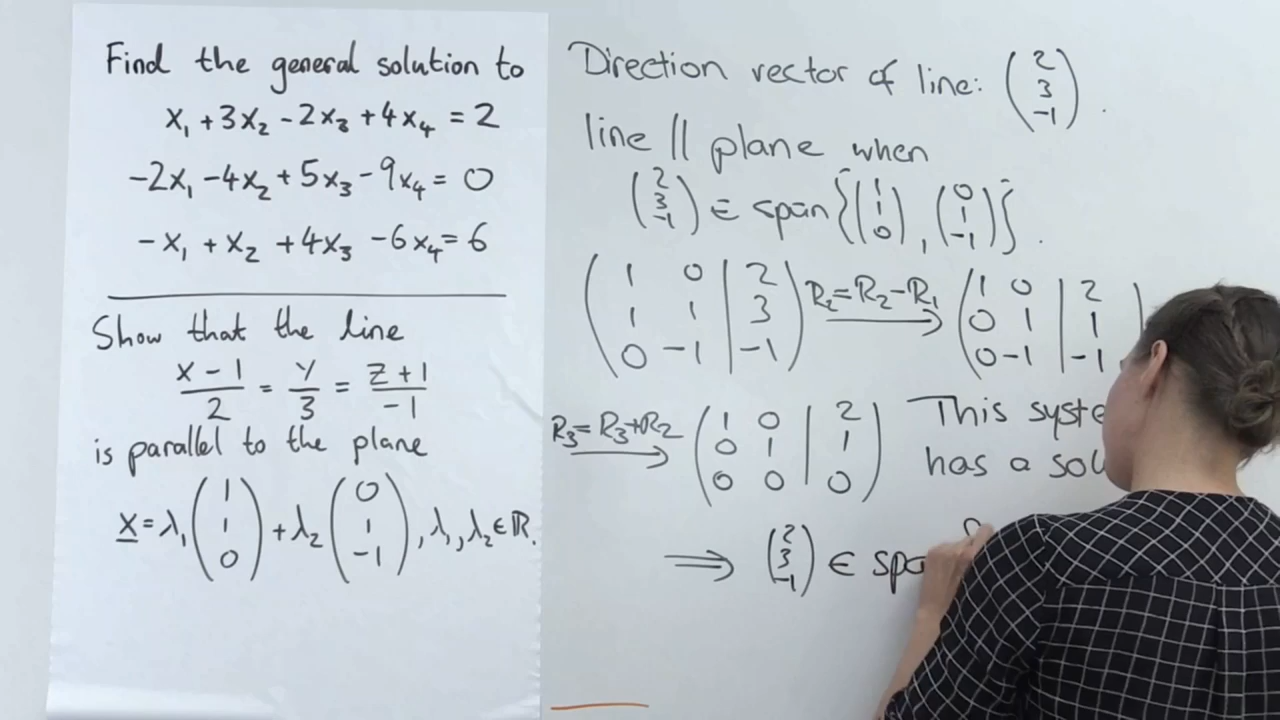 Find the general solution to
x₁ + 3x₂ - 2x₃ + 4x₄ = 2
-2x₁ - 4x₂ + 5x₃ - 9x₄ = 0
-x₁ + x₂ + 4x₃ - 6x₄ = 6
Show that the line
(x - 1)/2 = y/3 = (z + 1)/-1
is parallel to the plane
x = λ₁ (1 1 0) + λ₂ (0 1 -1), λ₁, λ₂ ∈ ℝ.
Direction vector of line: (2 3 -1).
line || plane when
(2 3 -1) ∈ span{(1 1 0), (0 1 -1)}.
(1 0 | 2
1 1 | 3
0 -1 | -1) R₂=R₂-R₁ → (1 0 | 2
0 1 | 1
0 -1 | -1
R₃=R₃+R₂ → (1 0 | 2
0 1 | 1
0 0 | 0) This
has a
⟹ (2 3 -1) ∈